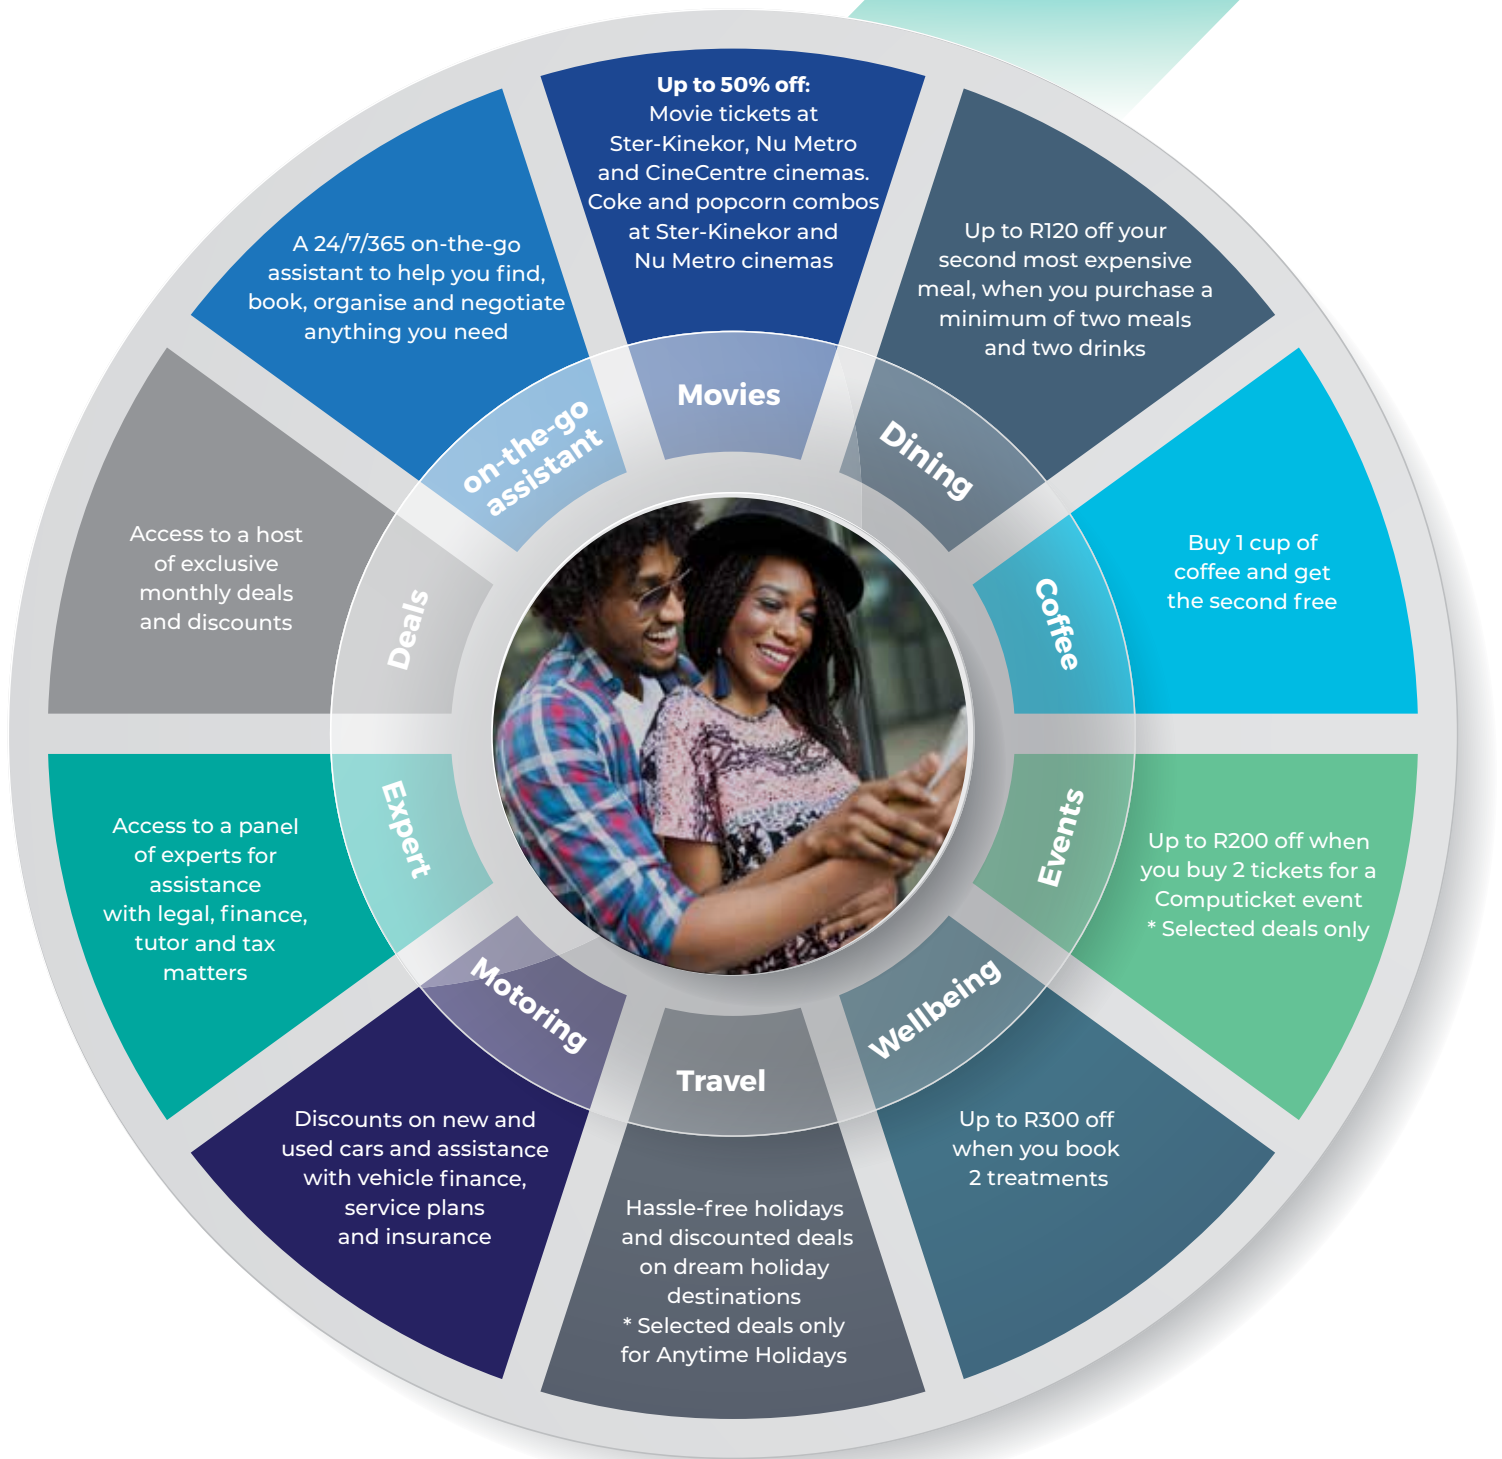 Up to 50% off:
Movie tickets at
Ster-Kinekor, Nu Metro
and CineCentre cinemas.
Coke and popcorn combos
at Ster-Kinekor and
Nu Metro cinemas
Movies
Up to R120 off your
second most expensive
meal, when you purchase a
minimum of two meals
and two drinks
Dining
Buy 1 cup of
coffee and get
the second free
Coffee
Up to R200 off when
you buy 2 tickets for a
Computicket event
* Selected deals only
Events
Up to R300 off
when you book
2 treatments
Wellbeing
Hassle-free holidays
and discounted deals
on dream holiday
destinations
* Selected deals only
for Anytime Holidays
Travel
Discounts on new and
used cars and assistance
with vehicle finance,
service plans
and insurance
Motoring
Access to a panel
of experts for
assistance
with legal, finance,
tutor and tax
matters
Expert
Access to a host
of exclusive
monthly deals
and discounts
Deals
A 24/7/365 on-the-go
assistant to help you find,
book, organise and negotiate
anything you need
on-the-go
assistant